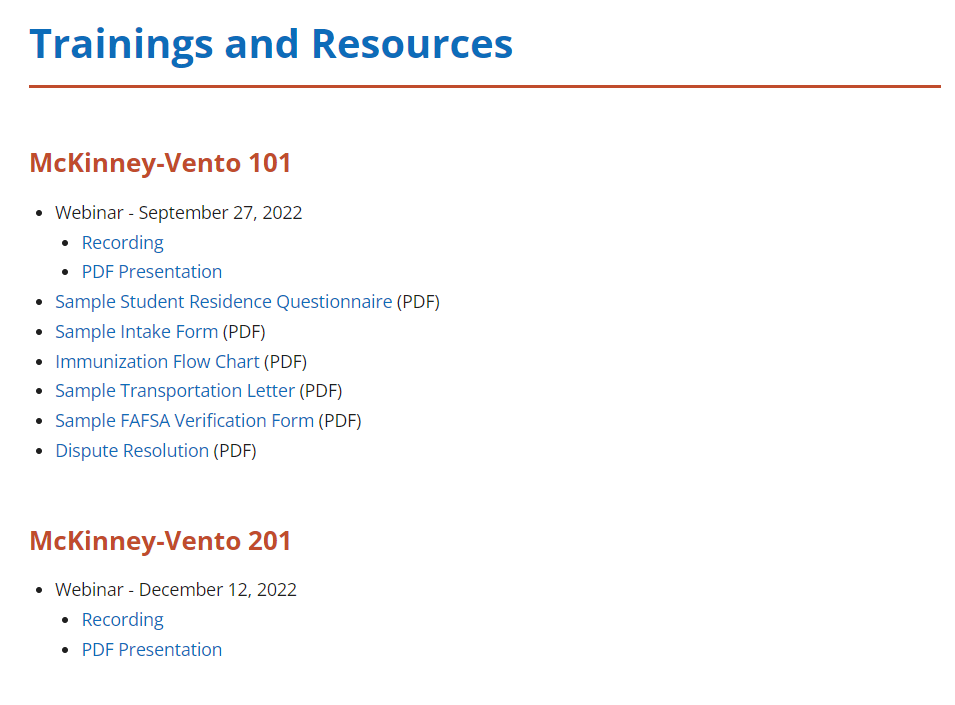 Trainings and Resources
McKinney-Vento 101
Webinar - September 27, 2022
Recording
PDF Presentation
Sample Student Residence Questionnaire (PDF)
Sample Intake Form (PDF)
Immunization Flow Chart (PDF)
Sample Transportation Letter (PDF)
Sample FAFSA Verification Form (PDF)
Dispute Resolution (PDF)
McKinney-Vento 201
Webinar - December 12, 2022
Recording
PDF Presentation